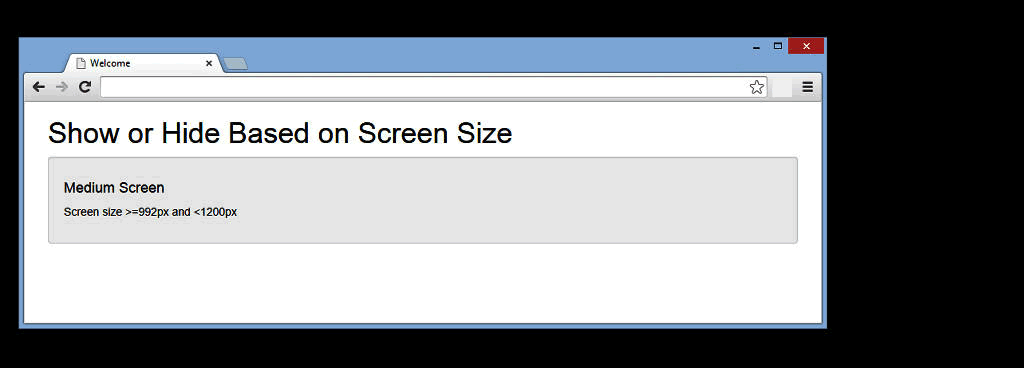 Welcome
Show or Hide Based on Screen Size
Medium Screen
Screen size >=992px and <1200px